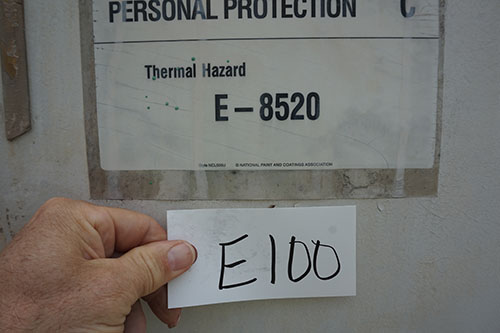 PERSONAL PROTECTION C
Thermal Hazard
E-8520
© NATIONAL PAINT AND COATINGS ASSOCIATION
E100